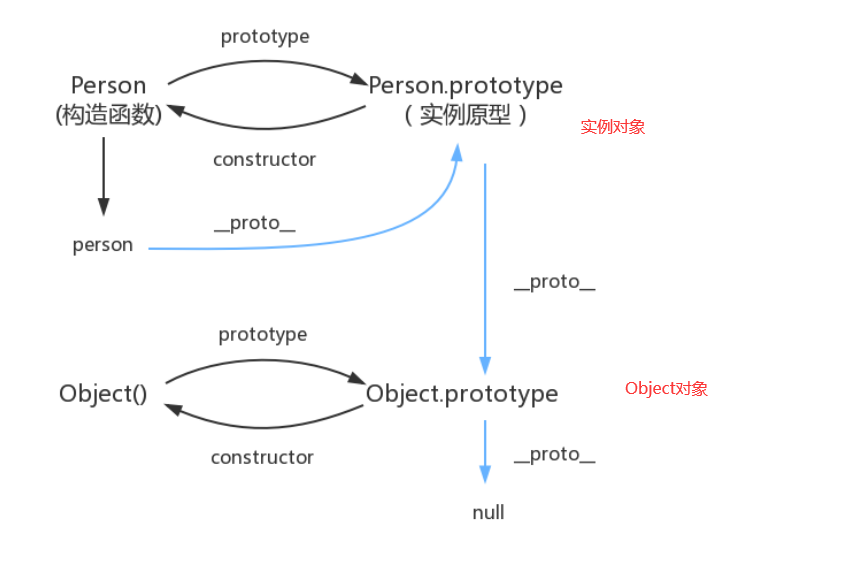 prototype
Person
(构造函数)
Person.prototype
（实例原型）
实例对象
constructor
__proto__
person
__proto__
prototype
Object()
Object.prototype
Object对象
constructor
__proto__
null